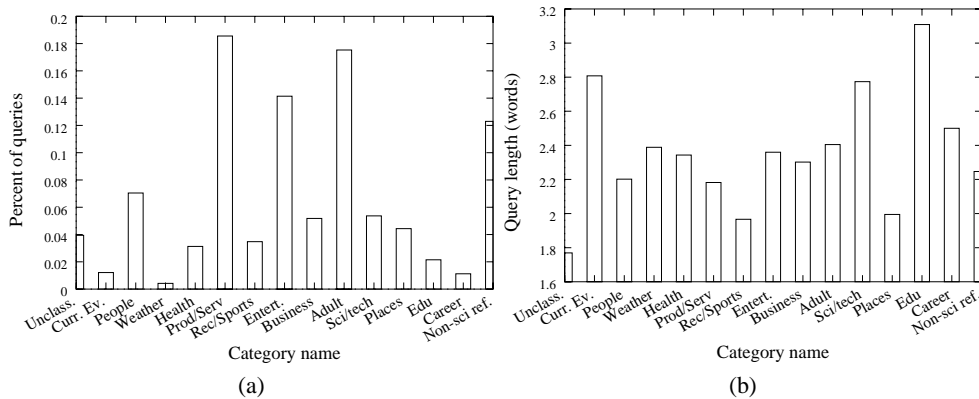 0.2
0.18
0.16
0.14
0.12
0.1
0.08
0.06
0.04
0.02
0
Percent of queries
Unclass.
Curr. Ev.
People
Weather
Health
Prod/Serv
Rec/Sports
Entert.
Business
Adult
Sci/tech
Places
Edu
Career
Non-sci ref.
Category name
(a)
3.2
3
2.8
2.6
2.4
2.2
2
1.8
1.6
Query length (words)
Unclass.
Curr. Ev.
People
Weather
Health
Prod/Serv
Rec/Sports
Entert.
Business
Adult
Sci/tech
Places
Edu
Career
Non-sci ref.
Category name
(b)